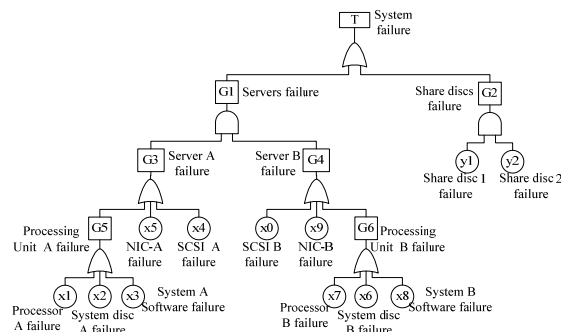 T
System
failure
G1
Servers failure
Share discs
failure
G2
G3
Server A
failure
Server B
failure
G4
y1
y2
Share disc 1
failure
Share disc 2
failure
Processing
Unit A failure
G5
x5
x4
NIC-A
failure
SCSI A
failure
x0
x9
SCSI B
failure
NIC-B
failure
G6
Processing
Unit B failure
x1
x2
x3
Processor
A failure
System disc
A failure
System A
Software failure
x7
x6
x8
Processor
B failure
System disc
B failure
System B
Software failure